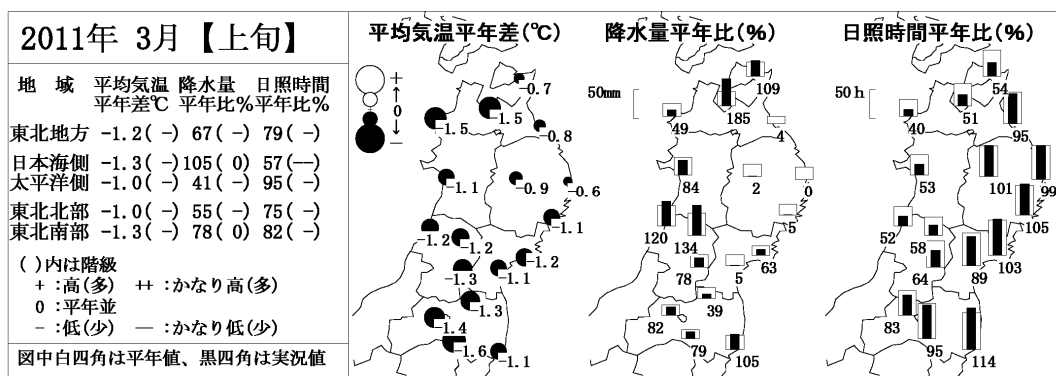 2011年 3月【上旬】
地　域　平均気温 降水量 日照時間
平年差℃ 平年比% 平年比%
東北地方 -1.2( -) 67( -) 79( -)
日本海側 -1.3( -) 105( 0) 57(--)
太平洋側 -1.0( -) 41( -) 95( -)
東北北部 -1.0( -) 55( -) 75( -)
東北南部 -1.3( -) 78( 0) 82( -)
( )内は階級
+ :高(多)　++ :かなり高(多)
0 :平年並
- :低(少)　— :かなり低(少)
図中白四角は平年値、黒四角は実況値
平均気温平年差(℃)
+
←0→
-
-0.7
-1.5
-1.5
-0.8
-1.1
-0.9
-0.6
-1.1
-1.2
-1.2
-1.2
-1.3
-1.1
-1.3
-1.4
-1.6
-1.1
降水量平年比(%)
50mm
109
49
185
4
84
2
0
5
120
134
63
78
5
39
82
79
105
日照時間平年比(%)
50h
54
40
51
95
53
101
99
105
52
58
103
64
89
83
95
114